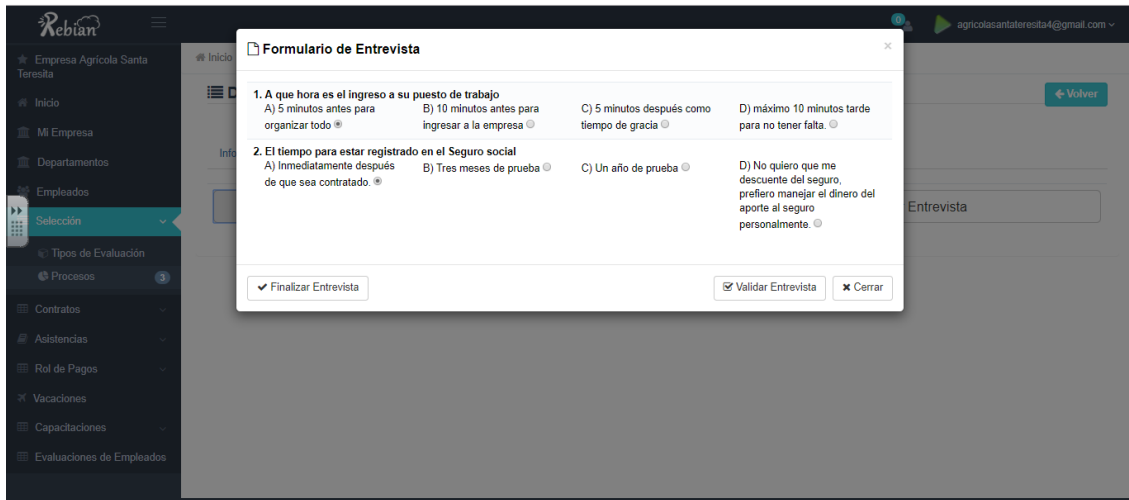 Rebian
0
agricolasantateresita4@gmail.com
Empresa Agrícola Santa
Teresita
Inicio
Mi Empresa
Departamentos
Empleados
Selección
Tipos de Evaluación
Procesos
3
Contratos
Asistencias
Rol de Pagos
Vacaciones
Capacitaciones
Evaluaciones de Empleados
Inicio
D
Volver
Info
Entrevista
Formulario de Entrevista
×
1. A que hora es el ingreso a su puesto de trabajo
A) 5 minutos antes para
organizar todo
B) 10 minutos antes para
ingresar a la empresa
C) 5 minutos después como
tiempo de gracia
D) máximo 10 minutos tarde
para no tener falta.
2. El tiempo para estar registrado en el Seguro social
A) Inmediatamente después
de que sea contratado.
B) Tres meses de prueba
C) Un año de prueba
D) No quiero que me
descuente del seguro,
prefiero manejar el dinero del
aporte al seguro
personalmente.
Finalizar Entrevista
Validar Entrevista
Cerrar